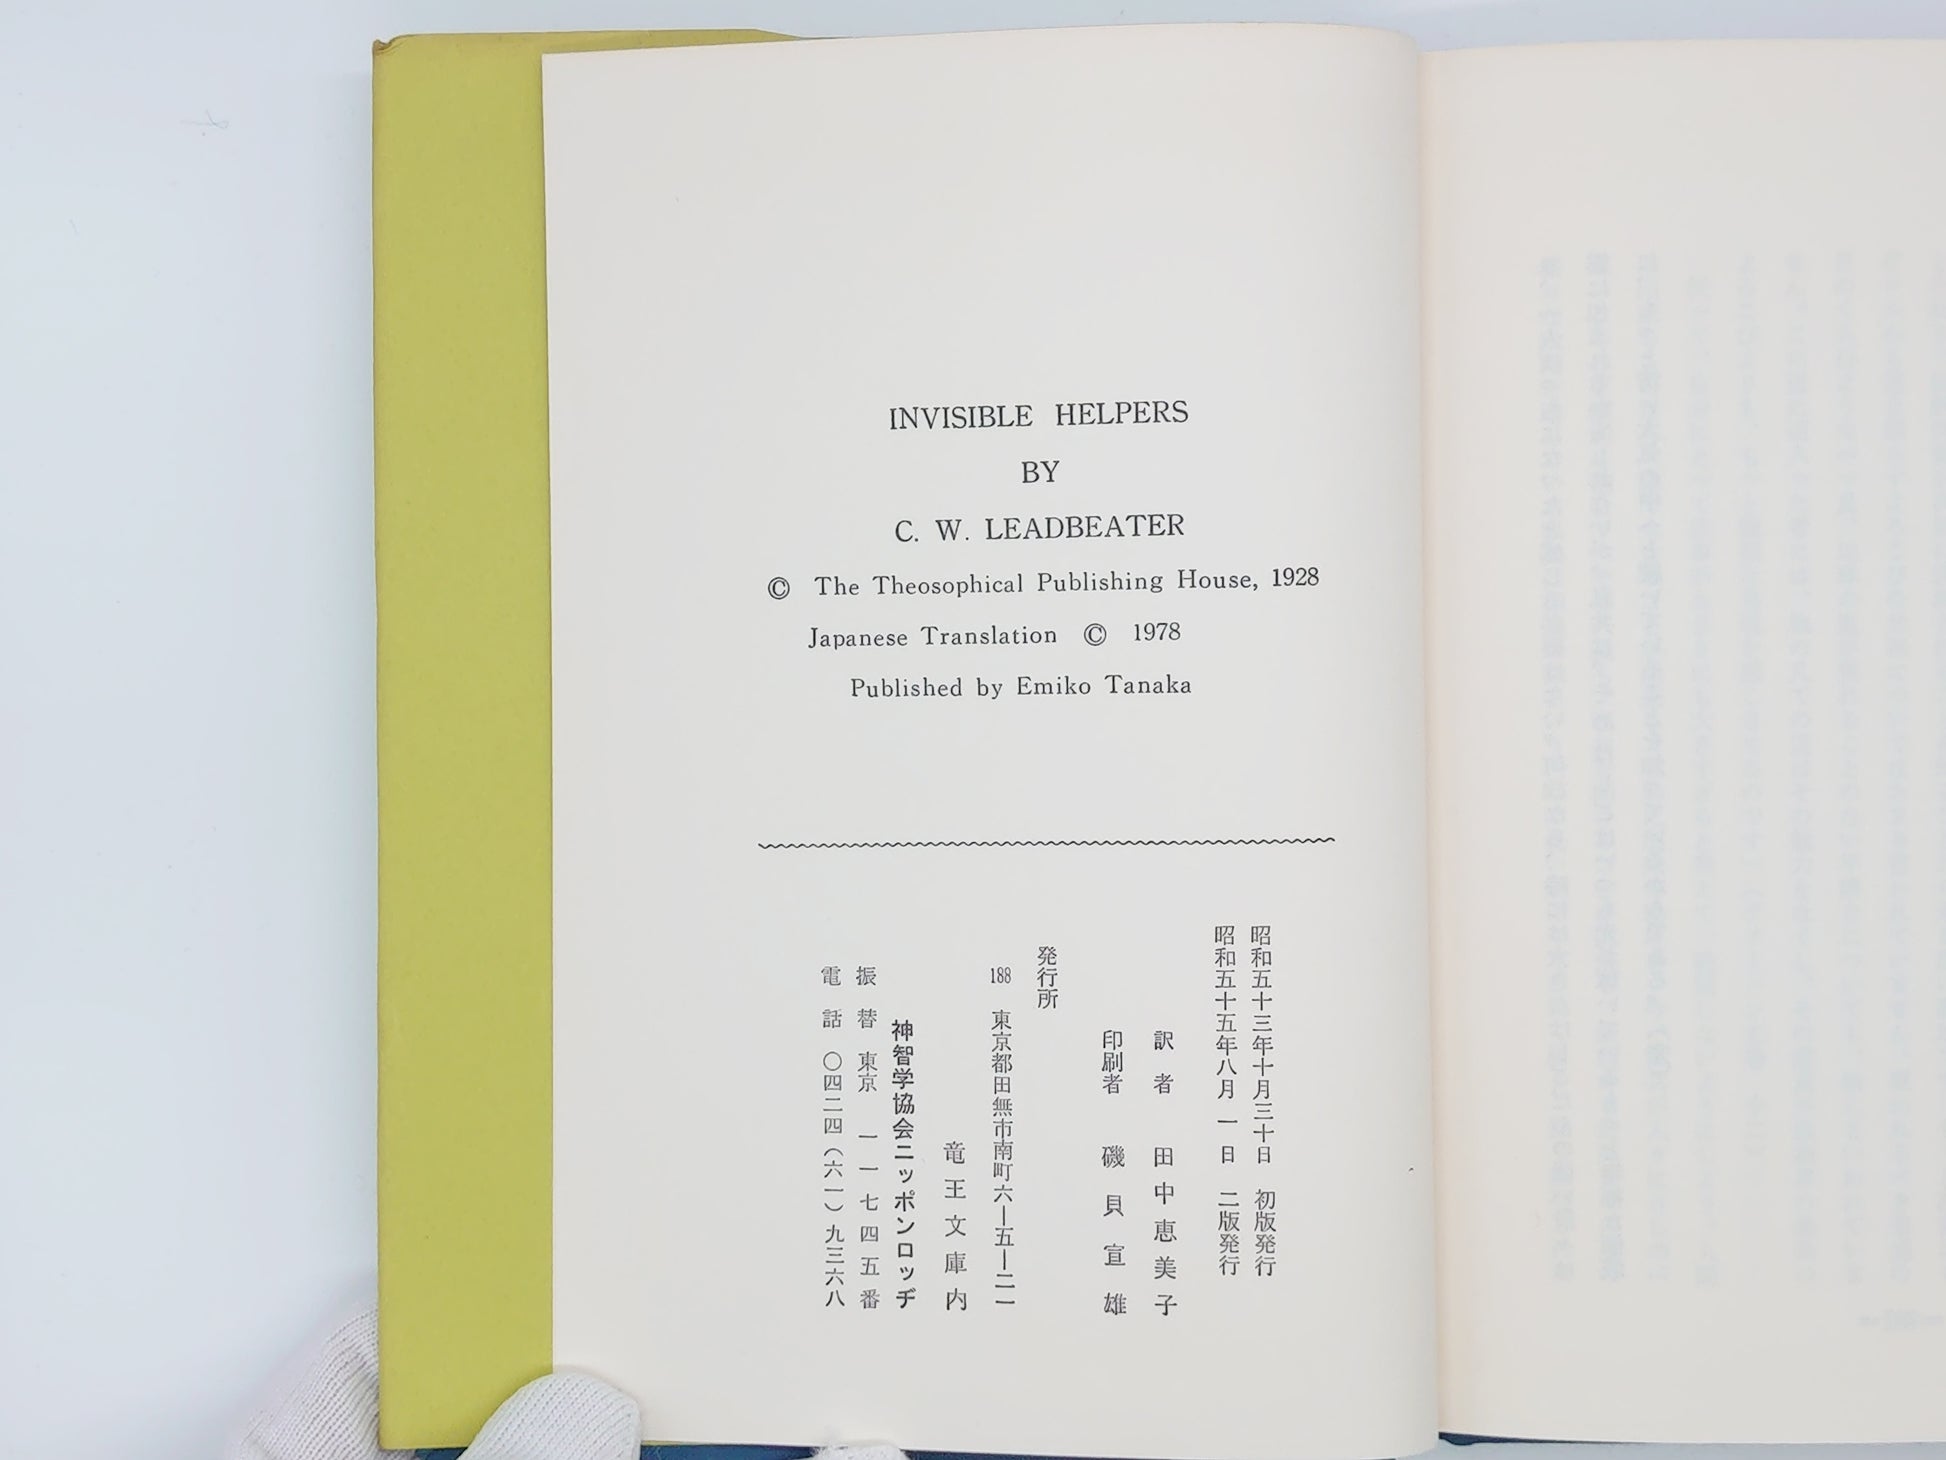 INVISIBLE HELPERS
BY
C. W. LEADBEATER
© The Theosophical Publishing House, 1928
Japanese Translation © 1978
Published by Emiko Tanaka
昭和五十三年十月三十日 初版発行
昭和五十五年八月一日 二版発行
訳者 田中恵美子
印刷者 磯貝宣雄
発行所
188 東京都田無市南町六―五―二一
竜王文庫内
神智学協会ニッポンロッヂ
振替 東京 一一七四五番
電話 〇四二四(六一)九三六八